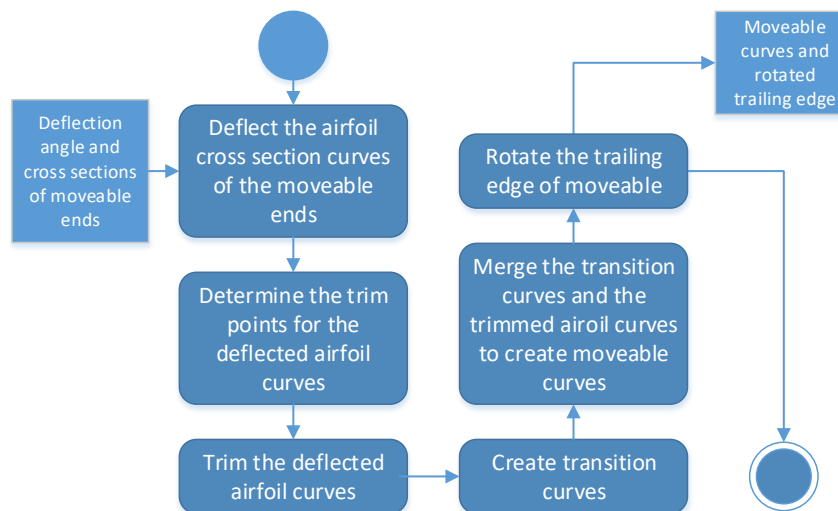 Deflection
angle and
cross sections
of moveable
ends
Deflect the airfoil
cross section curves
of the moveable
ends
Determine the trim
points for the
deflected airfoil
curves
Trim the deflected
airfoil curves
Create transition
curves
Merge the transition
curves and the
trimmed airoil curves
to create moveable
curves
Rotate the trailing
edge of moveable
Moveable
curves and
rotated
trailing edge